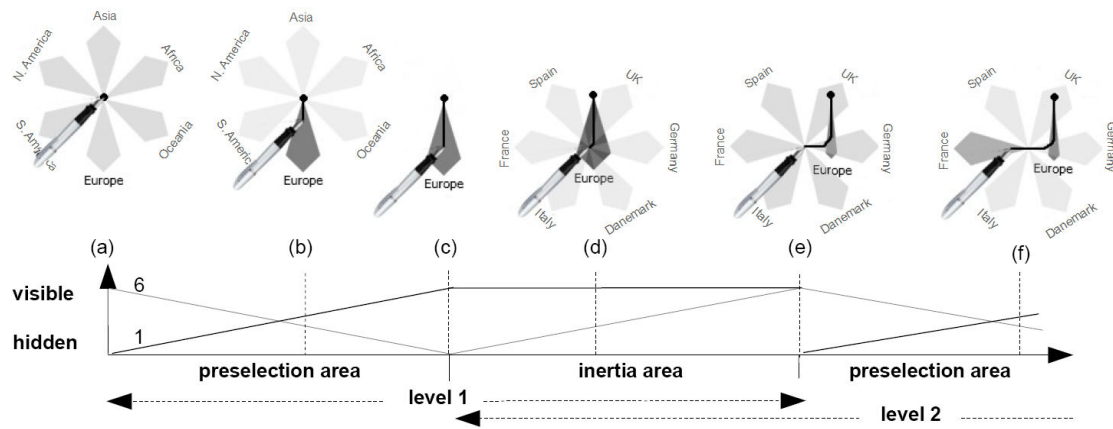 Asia
N. America
Africa
S. America
Oceania
Europe
Asia
N. America
Africa
S. America
Oceania
Europe
Europe
Spain
UK
France
Germany
Europe
Italy
Danemark
Spain
UK
France
Germany
Europe
Italy
Danemark
Spain
UK
France
Germany
Europe
Italy
Danemark
(a) (b) (c) (d) (e) (f)
visible 6
hidden 1
preselection area inertia area preselection area
level 1
level 2